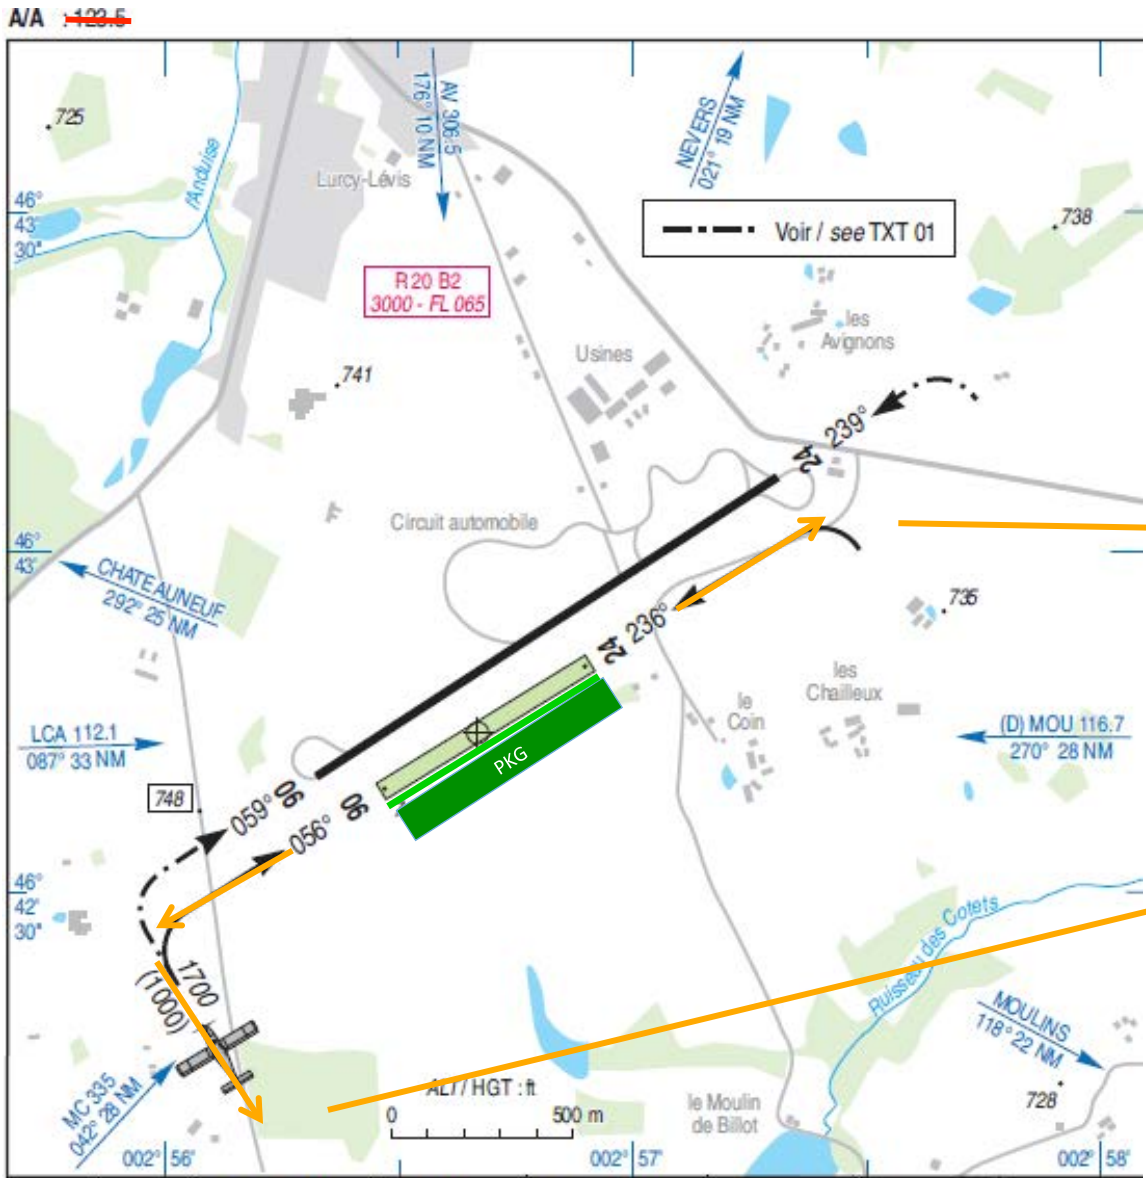 A/A : 123.5
725
l'Anduise
AV 306.5
176° 10 NM
NEVERS
021° 19 NM
Lurcy-Lévis
46°
43'
30"
738
Voir / see TXT 01
R 20 B2
3000 - FL 065
les
Avignons
Usines
741
24 239°
Circuit automobile
46°
43'
CHATEAUNEUF
292° 25 NM
735
24 236°
les
Chailleux
le
Coin
LCA 112.1
087° 33 NM
(D) MOU 116.7
270° 28 NM
PKG
748
059° 06
056° 06
46°
42'
30"
Ruisseau des Cotets
1700
(1000)
MOULINS
118° 22 NM
MC 335
042° 28 NM
ALT / HGT : ft
0 500 m
le Moulin
de Billot
728
002° 56'
002° 57'
002° 58'